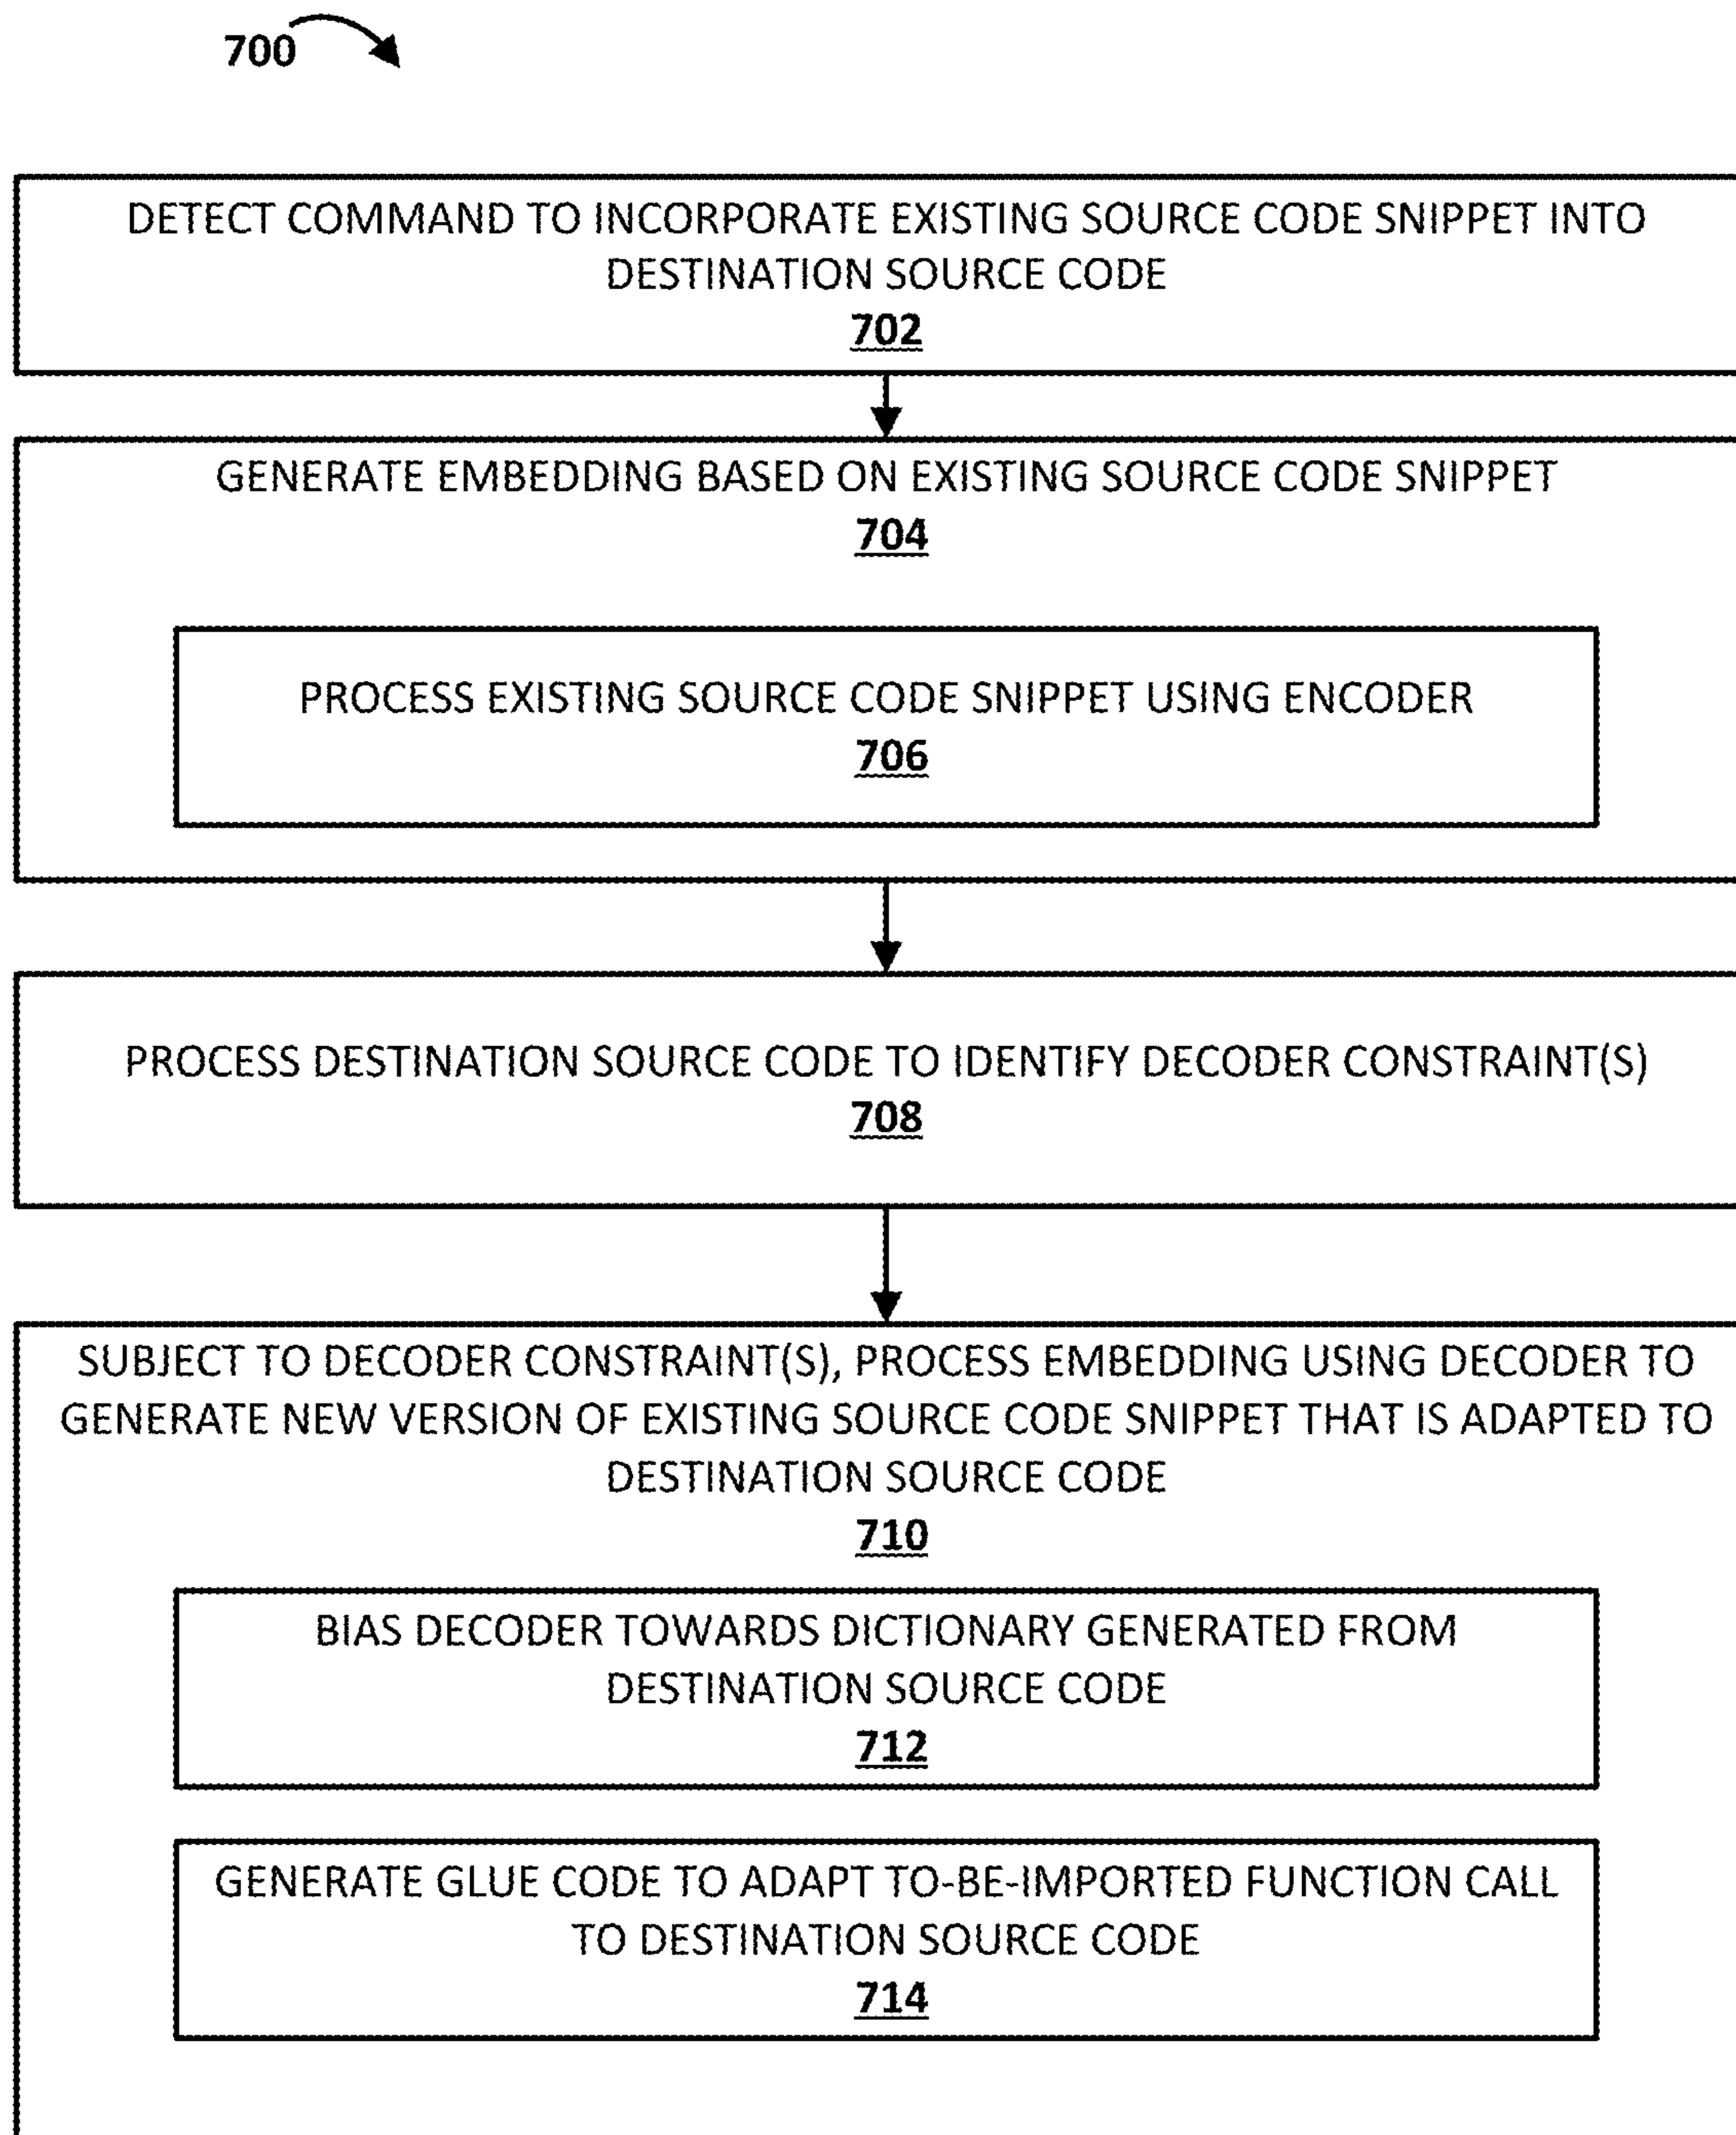 700
DETECT COMMAND TO INCORPORATE EXISTING SOURCE CODE SNIPPET INTO
DESTINATION SOURCE CODE
702
GENERATE EMBEDDING BASED ON EXISTING SOURCE CODE SNIPPET
704
PROCESS EXISTING SOURCE CODE SNIPPET USING ENCODER
706
PROCESS DESTINATION SOURCE CODE TO IDENTIFY DECODER CONSTRAINT(S)
708
SUBJECT TO DECODER CONSTRAINT(S), PROCESS EMBEDDING USING DECODER TO
GENERATE NEW VERSION OF EXISTING SOURCE CODE SNIPPET THAT IS ADAPTED TO
DESTINATION SOURCE CODE
710
BIAS DECODER TOWARDS DICTIONARY GENERATED FROM
DESTINATION SOURCE CODE
712
GENERATE GLUE CODE TO ADAPT TO-BE-IMPORTED FUNCTION CALL
TO DESTINATION SOURCE CODE
714